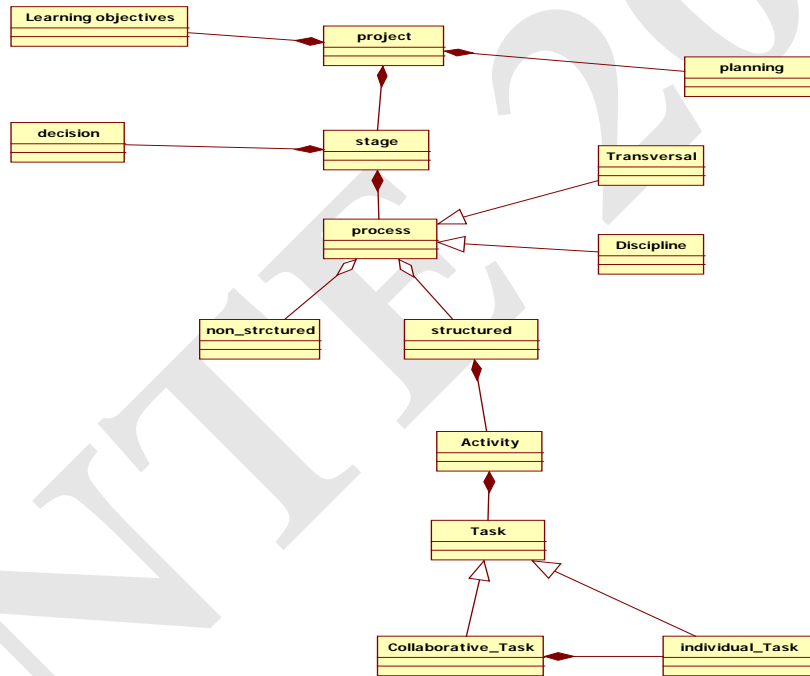 Learning objectives
project
planning
decision
stage
Transversal
process
Discipline
non_strctured
structured
Activity
Task
Collaborative_Task
individual_Task